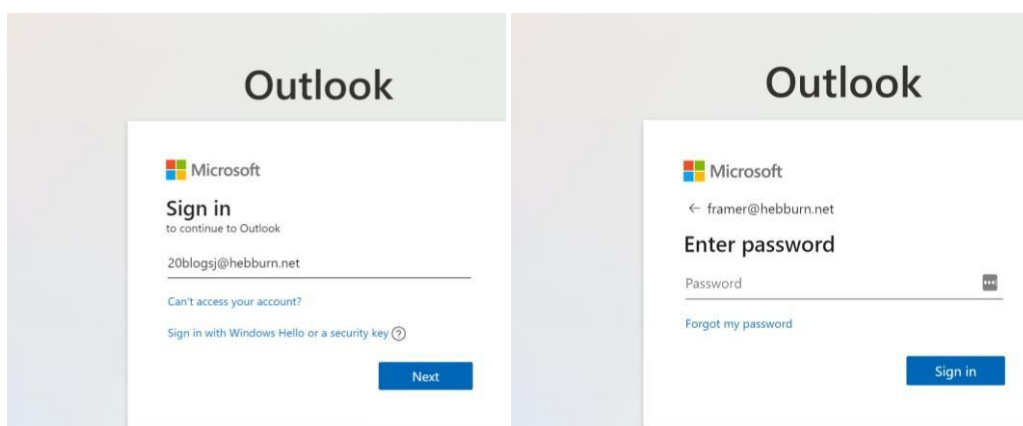 Outlook
Microsoft
Sign in
to continue to Outlook
20blogsj@hebburn.net
Can't access your account?
Sign in with Windows Hello or a security key ?
Next
Outlook
Microsoft
← framer@hebburn.net
Enter password
Password
Forgot my password
Sign in